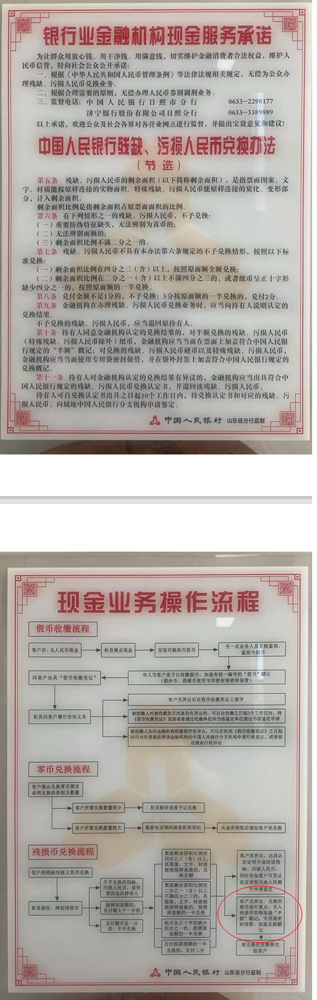 银行业金融机构现金服务承诺
为让群众用放心钱、用干净钱、用满意钱，切实维护金融消费者合法权益，维护人
民币信誉，特向社会公众公开承诺：
一、根据《中华人民共和国人民币管理条例》等法律法规相关规定，无偿为公众办
理残缺、污损人民币兑换业务。
二、根据合理需要的原则，无偿办理人民币券别调剂业务。
三、监督电话：中国人民银行日照市分行 0633-2298177
济宁银行股份有限公司日照分行 0633-3389889
以上承诺，欢迎公众及社会各界对各营业网点进行监督，并提出宝贵意见和建议！
中国人民银行残缺、污损人民币兑换办法
（节选）
第五条 残缺、污损人民币的剩余面积（以下简称剩余面积），是指票面图案、文
字、材质能按原样连接的实物面积。特殊残缺、污损人民币能原样连接的炭化、变形部
分，计入剩余面积。
剩余面积比例是指剩余面积占原票面面积的比例。
第六条 有下列情形之一的残缺、污损人民币，不予兑换：
（一）重要防伪特征缺失，无法辨别为真币的；
（二）无法辨别面额的；
（三）剩余面积比例不满二分之一的。
第七条 残缺、污损人民币不具有本办法第六条规定的不予兑换情形，按照以下标
准兑换：
（一）剩余面积比例在四分之三（含）以上，按照原面额全额兑换；
（二）剩余面积比例在二分之一（含）以上不满四分之三的，或者纸币呈正十字形
缺少四分之一的，按照原面额的一半兑换。
第八条 兑付金额不足1分的，不予兑换；5分按原面额的一半兑换的，兑付2分。
第九条 金融机构在办理残缺、污损人民币兑换业务时，应当向持有人说明认定的
兑换结果。
不予兑换的残缺、污损人民币，应当退回原持有人。
第十条 持有人同意金融机构认定的兑换结果的，对半额兑换的残缺、污损人民币
（特殊残缺、污损人民币除外）纸币，金融机构应当当面在票面上加盖符合中国人民银
行规定的“半额”戳记；对兑换的残缺、污损人民币硬币以及特殊残缺、污损人民币，
金融机构应当当面使用专用袋密封保管，并在袋外封签上加盖符合中国人民银行规定的
兑换戳记。
第十一条 持有人对金融机构认定的兑换结果有异议的，金融机构应当出具符合中
国人民银行规定的残缺、污损人民币兑换认定书，并退回该残缺、污损人民币。
持有人可自兑换认定书出具之日起10个工作日内，持兑换认定书和对应的残缺、污
损人民币，向属地中国人民银行分支机构申请鉴定。
中国人民银行 山东省分行监制
现金业务操作流程
假币收缴流程
客户存、兑人民币现金
柜员清点现金
发现可疑纸币假币
另一名业务人员复核鉴别，
鉴别为假币
向客户出具“假币收缴凭证”
双人当客户面予以收缴假币，加盖有统一编号的“假币”戳记
（假外币、假硬币使用专用密封袋密封保管）
柜员向客户履行告知义务
客户无异议后在假币收缴凭证上签字
被收缴人对被收缴货币的真伪有异议的，可以自收缴之日起3个工作日内，持
《假币收缴凭证》直接或者通过收缴单位向当地鉴定单位提出书面鉴定申请
被收缴人如对金融机构收缴程序有异议，可以在收到《假币收缴凭证》之日起
60日内向直接监管该金融机构的中国人民银行分支机构申请行政复议，或者依
法提起行政诉讼
零币兑换流程
客户提出兑换零币需求
说明兑换的券别及数量
客户所需兑换数量较小
柜员配钞直接予以兑换
客户所需兑换数量较大
提前电话预约或者柜面预约
从金库领取后通知客户来兑换
残损币兑换流程
客户持残缺污损人民币兑换
柜员接收、辨别残损币
不予兑换的残缺、
污损人民币，说明
原因退回持有人
能辨别面额的，
兑付额大于一分的
兑付额不足一分
的，不予兑换
票面剩余面积比例在
四分之三（含）以上，
其图案、文字、材质
能按原样连接的，兑
换全额
票面剩余面积比例在
二分之一（含）以上
不满四分之三的，其
图案、文字、材质能
按原样连接的，按照
原面额的一半兑换
纸币呈正十字形缺少
四分之一的，按照原
面额的一半兑换
五分按原面额的一半
兑换的，兑付二分
客户有异议，出具认
定证明并退回该残
缺、污损人民币，
同时告知客户可凭认
定证明到当地人民银
行申请鉴定
客户无异议，兑换的
票币进行复点，兑入
残损币实物加盖“半
额”戳记；专用袋密
封保管，加盖兑换戳
记
将兑换的完整券交
给客户
中国人民银行 山东省分行监制